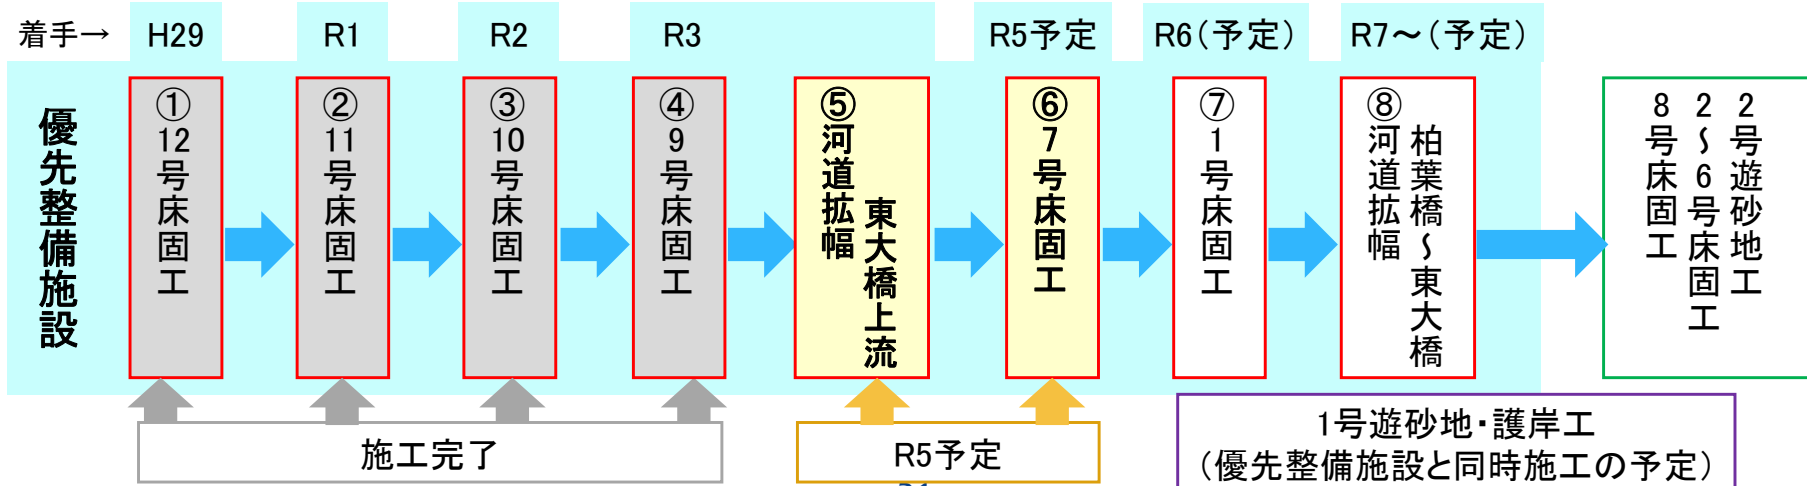 着手→
H29
R1
R2
R3
R5予定
R6(予定)
R7～(予定)
優先整備施設
①12号床固工
②11号床固工
③10号床固工
④9号床固工
⑤河道拡幅
東大橋上流
⑥7号床固工
⑦1号床固工
⑧河道拡幅
柏葉橋～東大橋
2号遊砂地工
2～6号床固工
8号床固工
施工完了
R5予定
1号遊砂地・護岸工
(優先整備施設と同時施工の予定)